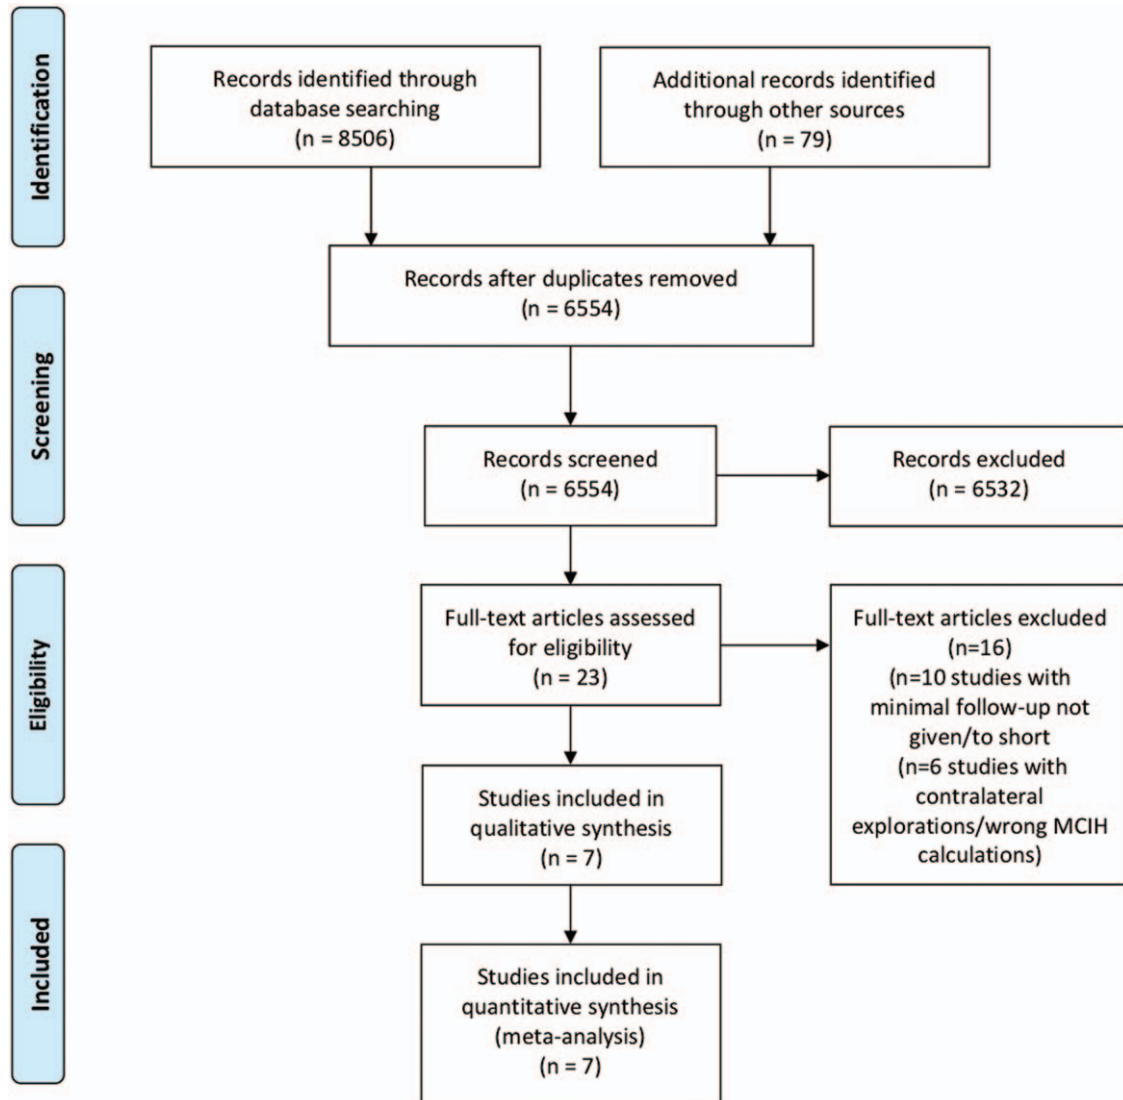 Identification
Records identified through
database searching
(n = 8506)
Additional records identified
through other sources
(n = 79)
Records after duplicates removed
(n = 6554)
Screening
Records screened
(n = 6554)
Records excluded
(n = 6532)
Eligibility
Full-text articles assessed
for eligibility
(n = 23)
Full-text articles excluded
(n=16)
(n=10 studies with
minimal follow-up not
given/to short
(n=6 studies with
contralateral
explorations/wrong MCIH
calculations)
Studies included in
qualitative synthesis
(n = 7)
Included
Studies included in
quantitative synthesis
(meta-analysis)
(n = 7)